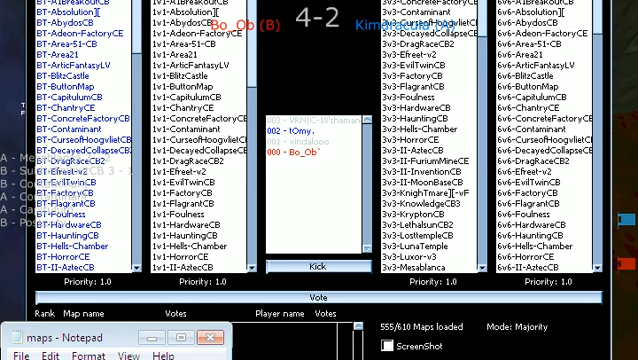 Bo_Ob (B)
4-2
Kimeraculla (A)
BT-A1BreakoutCB
BT-Absolution][
BT-AbydosCB
BT-Adeon-FactoryCB
BT-Area-51-CB
BT-Area21
BT-ArticFantasyLV
BT-BlitzCastle
BT-ButtonMap
BT-CapitulumCB
BT-ChantryCE
BT-ConcreteFactoryCB
BT-Contaminant
BT-CurseofHoogvlietCB
BT-DecayedCollapseCB
BT-DragRaceCB2
BT-Efreet-v2
BT-EvilTwinCB
BT-FactoryCB
BT-FlagrantCB
BT-Foulness
BT-HardwareCB
BT-HauntingCB
BT-Hells-Chamber
BT-HorrorCE
BT-II-AztecCB
Priority: 1.0
1v1-A1BreakoutCB
1v1-Absolution][
1v1-AbydosCB
1v1-Adeon-FactoryCB
1v1-Area-51-CB
1v1-Area21
1v1-ArticFantasyLV
1v1-BlitzCastle
1v1-ButtonMap
1v1-CapitulumCB
1v1-ChantryCE
1v1-ConcreteFactoryCB
1v1-Contaminant
1v1-CurseofHoogvlietCB
1v1-DecayedCollapseCB
1v1-DragRaceCB2
1v1-Efreet-v2
1v1-EvilTwinCB
1v1-FactoryCB
1v1-FlagrantCB
1v1-Foulness
1v1-HardwareCB
1v1-HauntingCB
1v1-Hells-Chamber
1v1-HorrorCE
1v1-II-AztecCB
Priority: 1.0
002 - tOmy.
001 - vindalooo
000 - Bo_Ob`
Kick
3v3-ConcreteFactoryCB
3v3-Contaminant
3v3-CurseofHoogvlietCB
3v3-DecayedCollapseCB
3v3-DragRaceCB2
3v3-Efreet-v2
3v3-EvilTwinCB
3v3-FactoryCB
3v3-FlagrantCB
3v3-Foulness
3v3-HardwareCB
3v3-HauntingCB
3v3-Hells-Chamber
3v3-HorrorCE
3v3-II-AztecCB
3v3-II-FurniumMineCE
3v3-II-InventionCB
3v3-II-MoonBaseCB
3v3-KnighTmare][-vF
3v3-KnowledgeCB3
3v3-KryptonCB
3v3-LethalsunCB2
3v3-LosttempleCB
3v3-LunaTemple
3v3-Luxor-v3
3v3-Mesablanca
Priority: 1.0
6v6-A1BreakoutCB
6v6-Absolution][
6v6-AbydosCB
6v6-Adeon-FactoryCB
6v6-Area-51-CB
6v6-Area21
6v6-ArticFantasyLV
6v6-BlitzCastle
6v6-ButtonMap
6v6-CapitulumCB
6v6-ChantryCE
6v6-ConcreteFactoryCB
6v6-Contaminant
6v6-CurseofHoogvlietCB
6v6-DecayedCollapseCB
6v6-DragRaceCB2
6v6-Efreet-v2
6v6-EvilTwinCB
6v6-FactoryCB
6v6-FlagrantCB
6v6-Foulness
6v6-HardwareCB
6v6-HauntingCB
6v6-Hells-Chamber
6v6-HorrorCE
6v6-II-AztecCB
Priority: 1.0
Vote
Rank Map name Votes Player name Votes
555/610 Maps loaded Mode: Majority
ScreenShot
maps - Notepad
File Edit Format View Help